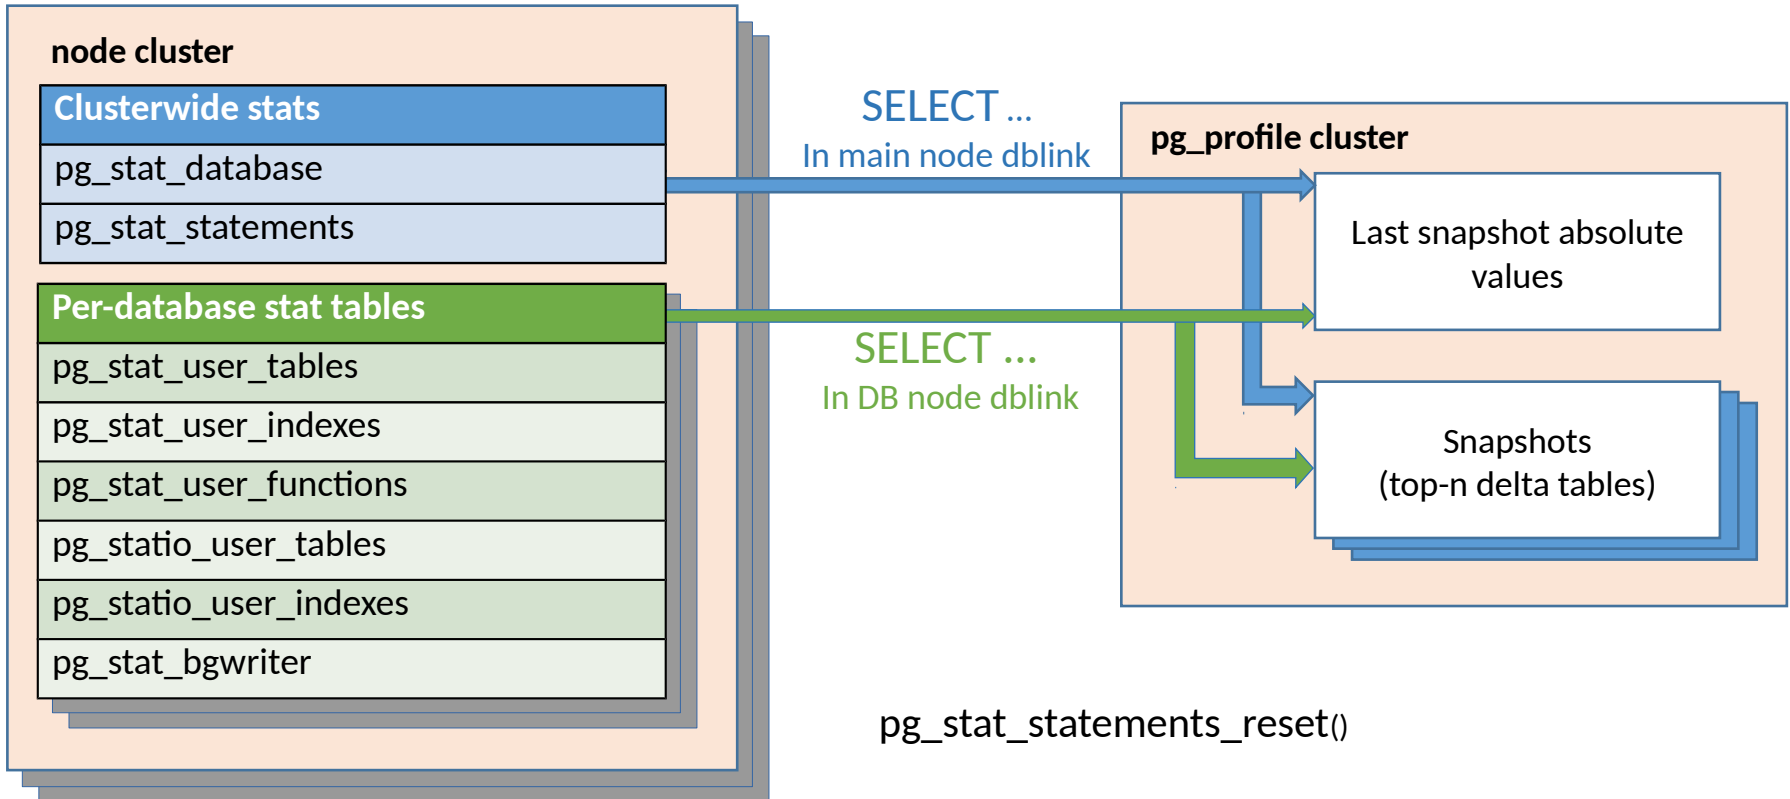 node cluster
Clusterwide stats
pg_stat_database
pg_stat_statements
Per-database stat tables
pg_stat_user_tables
pg_stat_user_indexes
pg_stat_user_functions
pg_statio_user_tables
pg_statio_user_indexes
pg_stat_bgwriter
SELECT ...
In main node dblink
SELECT ...
In DB node dblink
pg_profile cluster
Last snapshot absolute
values
Snapshots
(top-n delta tables)
pg_stat_statements_reset()